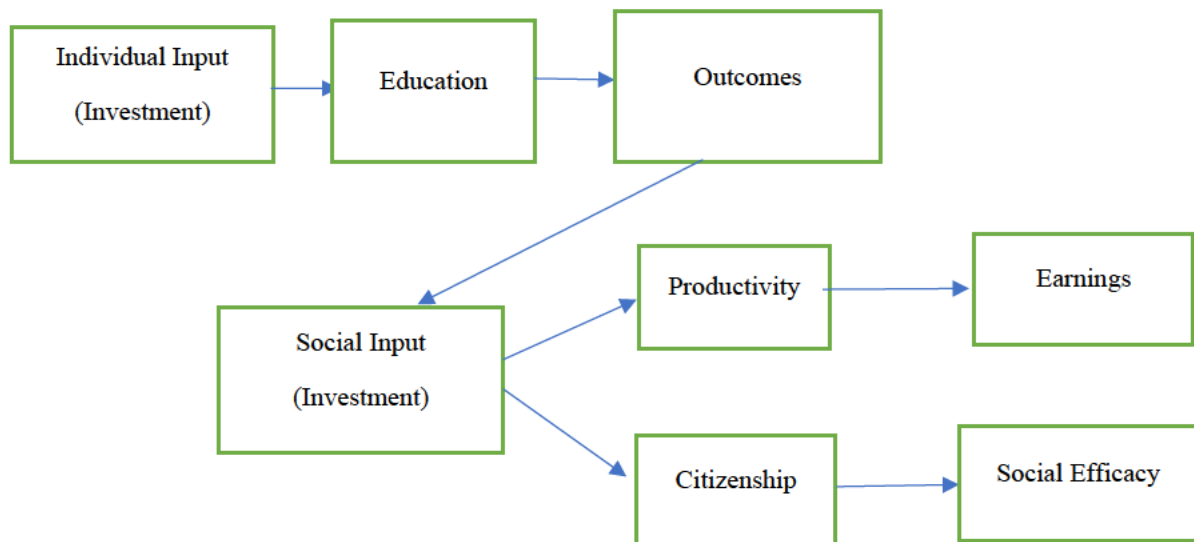 Individual Input
(Investment)
Education
Outcomes
Social Input
(Investment)
Productivity
Earnings
Citizenship
Social Efficacy